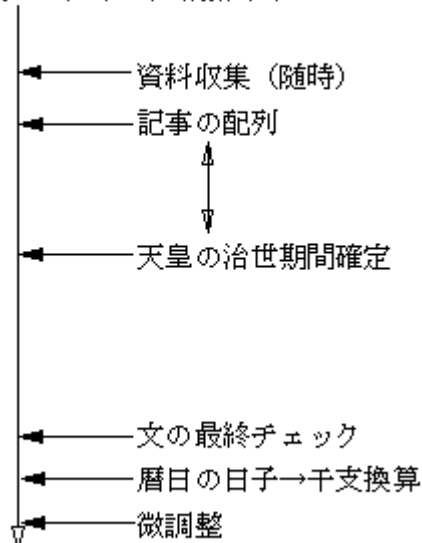 資料収集（随時）
記事の配列
天皇の治世期間確定
文の最終チェック
暦日の日子→干支換算
微調整